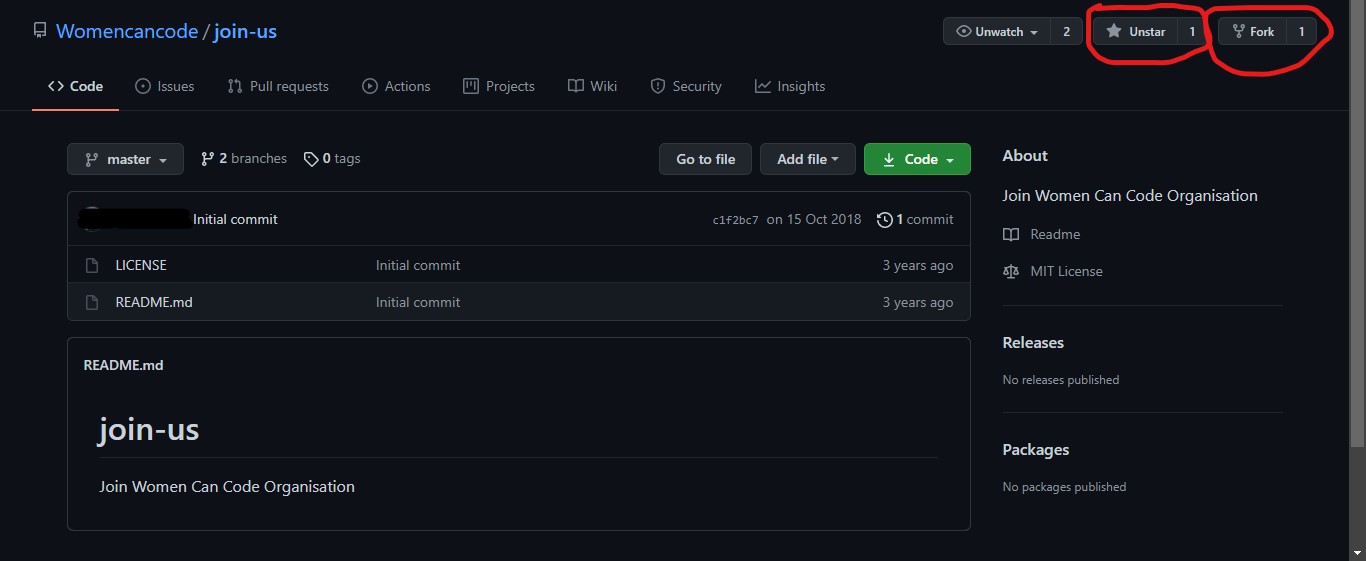 Womencancode / join-us
Unwatch 2 Unstar 1 Fork 1
Code Issues Pull requests Actions Projects Wiki Security Insights
master 2 branches 0 tags Go to file Add file Code
Initial commit c1f2bc7 on 15 Oct 2018 1 commit
LICENSE Initial commit 3 years ago
README.md Initial commit 3 years ago
README.md
join-us
Join Women Can Code Organisation
About
Join Women Can Code Organisation
Readme
MIT License
Releases
No releases published
Packages
No packages published